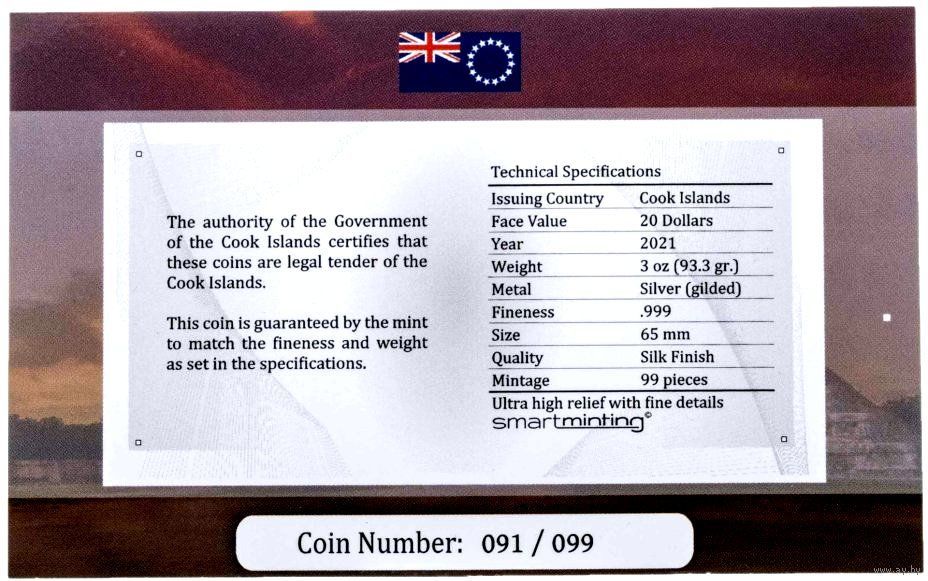 The authority of the Government
of the Cook Islands certifies that
these coins are legal tender of the
Cook Islands.
This coin is guaranteed by the mint
to match the fineness and weight
as set in the specifications.
Technical Specifications
Issuing Country Cook Islands
Face Value 20 Dollars
Year 2021
Weight 3 oz (93.3 gr.)
Metal Silver (gilded)
Fineness .999
Size 65 mm
Quality Silk Finish
Mintage 99 pieces
Ultra high relief with fine details
smartminting©
Coin Number: 091 / 099
www.ay.by